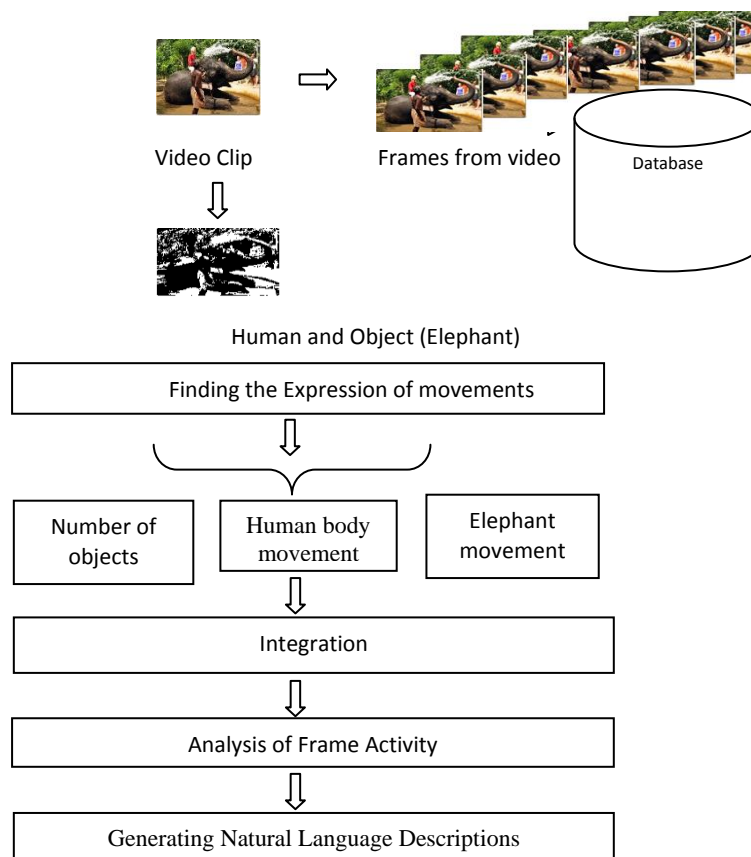 Video Clip
Frames from video
Database
Human and Object (Elephant)
Finding the Expression of movements
Number of
objects
Human body
movement
Elephant
movement
Integration
Analysis of Frame Activity
Generating Natural Language Descriptions